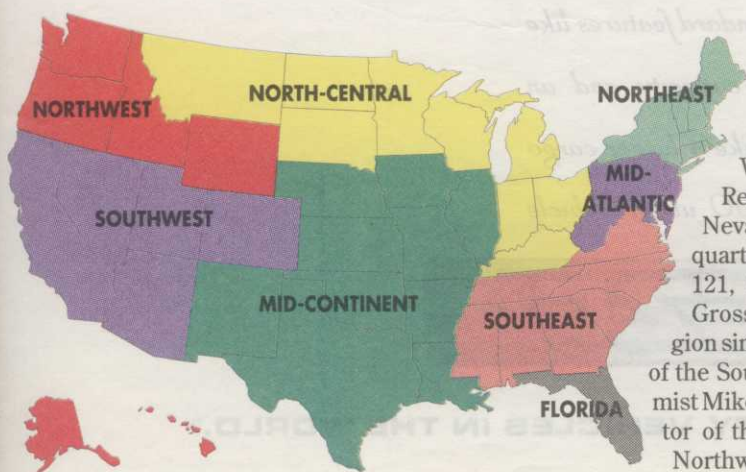 NORTHWEST
NORTH-CENTRAL
NORTHEAST
SOUTHWEST
MID-
ATLANTIC
MID-CONTINENT
SOUTHEAST
FLORIDA
Re
Neva
quart
121,
Gross
gion sin
of the Sou
mist Mike
tor of th
Northw